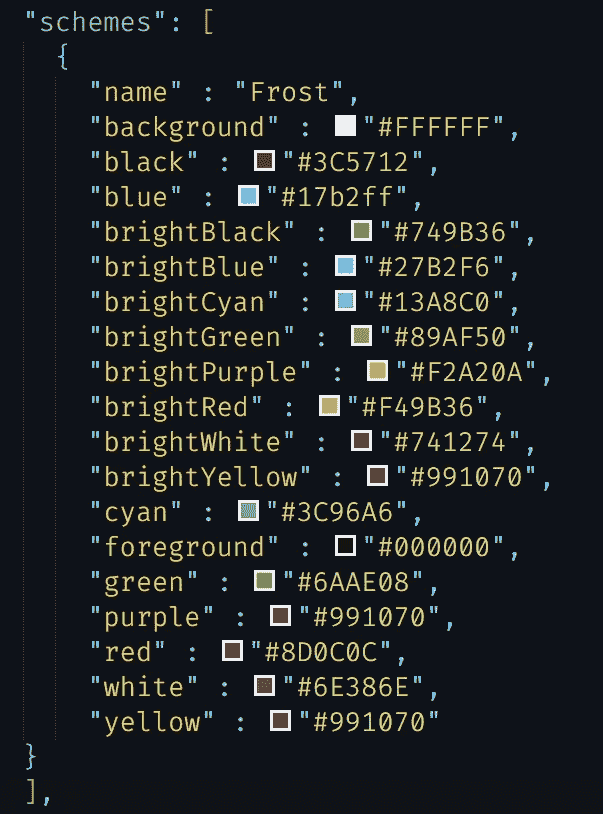 "schemes": [
{
"name" : "Frost",
"background" : "#FFFFFF",
"black" : "#3C5712",
"blue" : "#17b2ff",
"brightBlack" : "#749B36",
"brightBlue" : "#27B2F6",
"brightCyan" : "#13A8C0",
"brightGreen" : "#89AF50",
"brightPurple" : "#F2A20A",
"brightRed" : "#F49B36",
"brightWhite" : "#741274",
"brightYellow" : "#991070",
"cyan" : "#3C96A6",
"foreground" : "#000000",
"green" : "#6AAE08",
"purple" : "#991070",
"red" : "#8D0C0C",
"white" : "#6E386E",
"yellow" : "#991070"
}
],